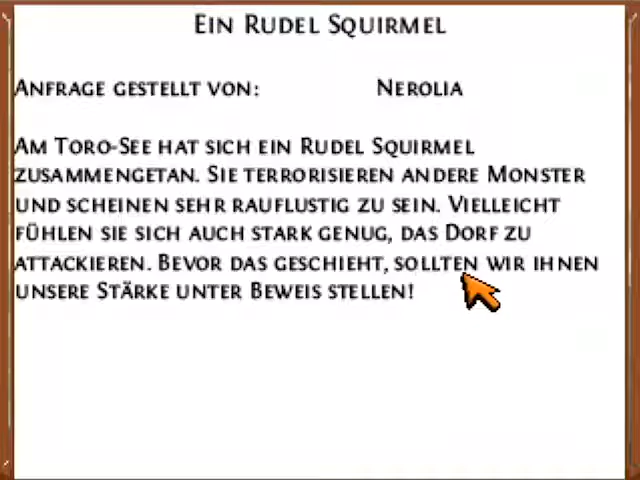 Ein Rudel Squirmel
Anfrage gestellt von: Nerolia
Am Toro-See hat sich ein Rudel Squirmel
zusammengetan. Sie terrorisieren andere Monster
und scheinen sehr rauflustig zu sein. Vielleicht
fühlen sie sich auch stark genug, das Dorf zu
attackieren. Bevor das geschieht, sollten wir ihnen
unsere Stärke unter Beweis stellen!